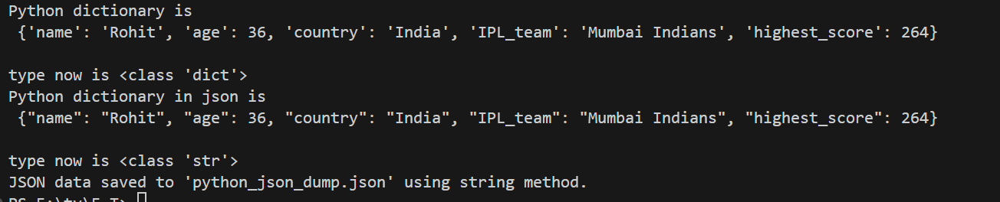 Python dictionary is
 {'name': 'Rohit', 'age': 36, 'country': 'India', 'IPL_team': 'Mumbai Indians', 'highest_score': 264}

type now is <class 'dict'>
Python dictionary in json is
 {"name": "Rohit", "age": 36, "country": "India", "IPL_team": "Mumbai Indians", "highest_score": 264}

type now is <class 'str'>
JSON data saved to 'python_json_dump.json' using string method.